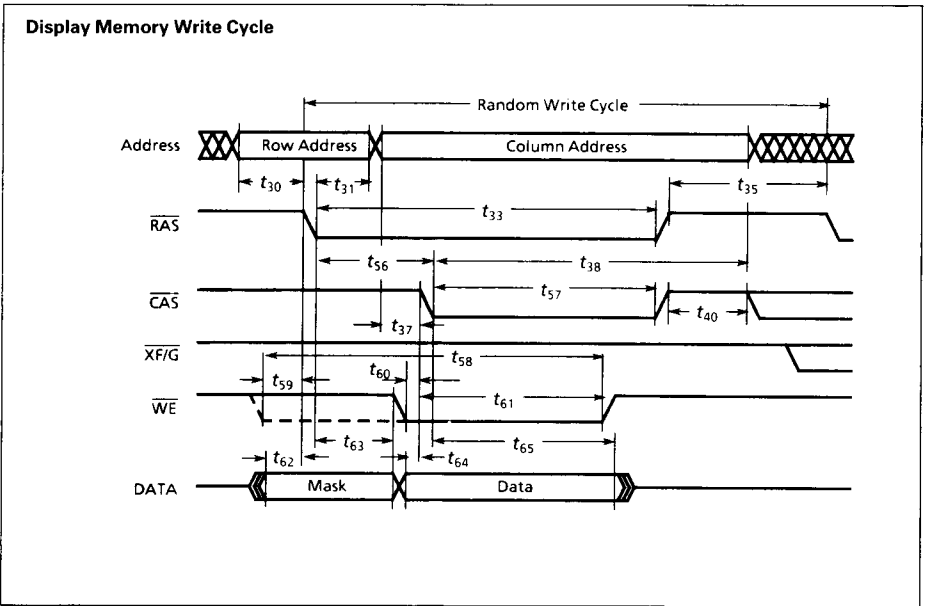 Display Memory Write Cycle
Random Write Cycle
Address
Row Address
Column Address
t30
t31
t35
t33
RAS
t56
t38
CAS
t57
t37
t40
XF/G
t58
t59
t60
WE
t61
t63
t65
t62
t64
DATA
Mask
Data